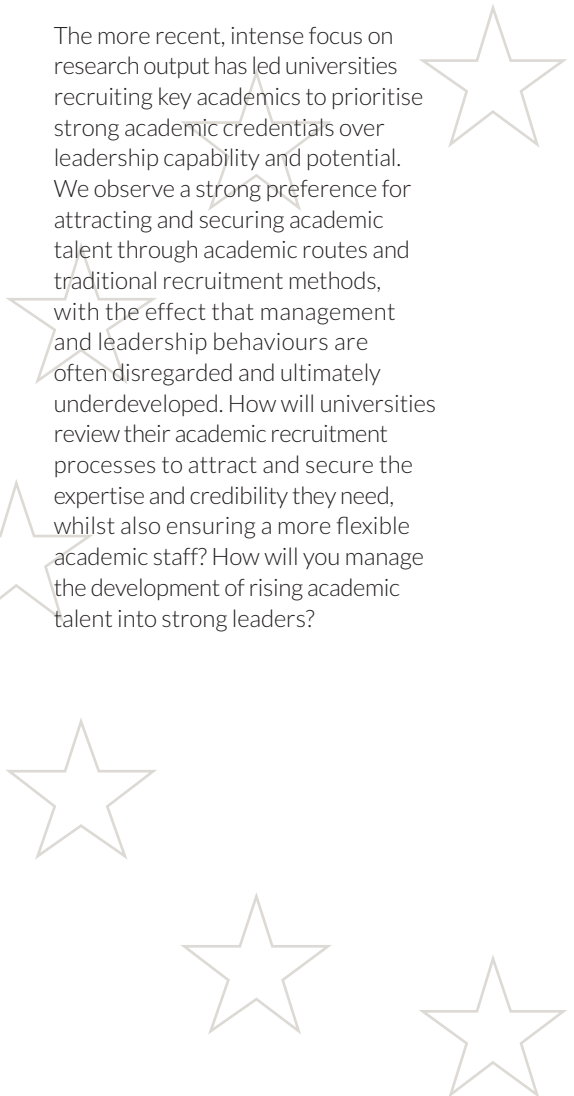 The more recent, intense focus on
research output has led universities
recruiting key academics to prioritise
strong academic credentials over
leadership capability and potential.
We observe a strong preference for
attracting and securing academic
talent through academic routes and
traditional recruitment methods,
with the effect that management
and leadership behaviours are
often disregarded and ultimately
underdeveloped. How will universities
review their academic recruitment
processes to attract and secure the
expertise and credibility they need,
whilst also ensuring a more flexible
academic staff? How will you manage
the development of rising academic
talent into strong leaders?